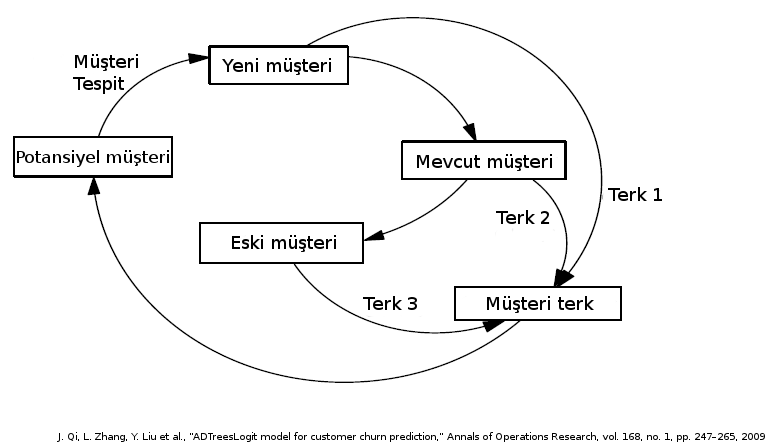 Müşteri
Tespit
Yeni müşteri
Potansiyel müşteri
Mevcut müşteri
Terk 1
Terk 2
Eski müşteri
Terk 3
Müşteri terk
J. Qi, L. Zhang, Y. Liu et al., "ADTreesLogit model for customer churn prediction," Annals of Operations Research, vol. 168, no. 1, pp. 247–265, 2009